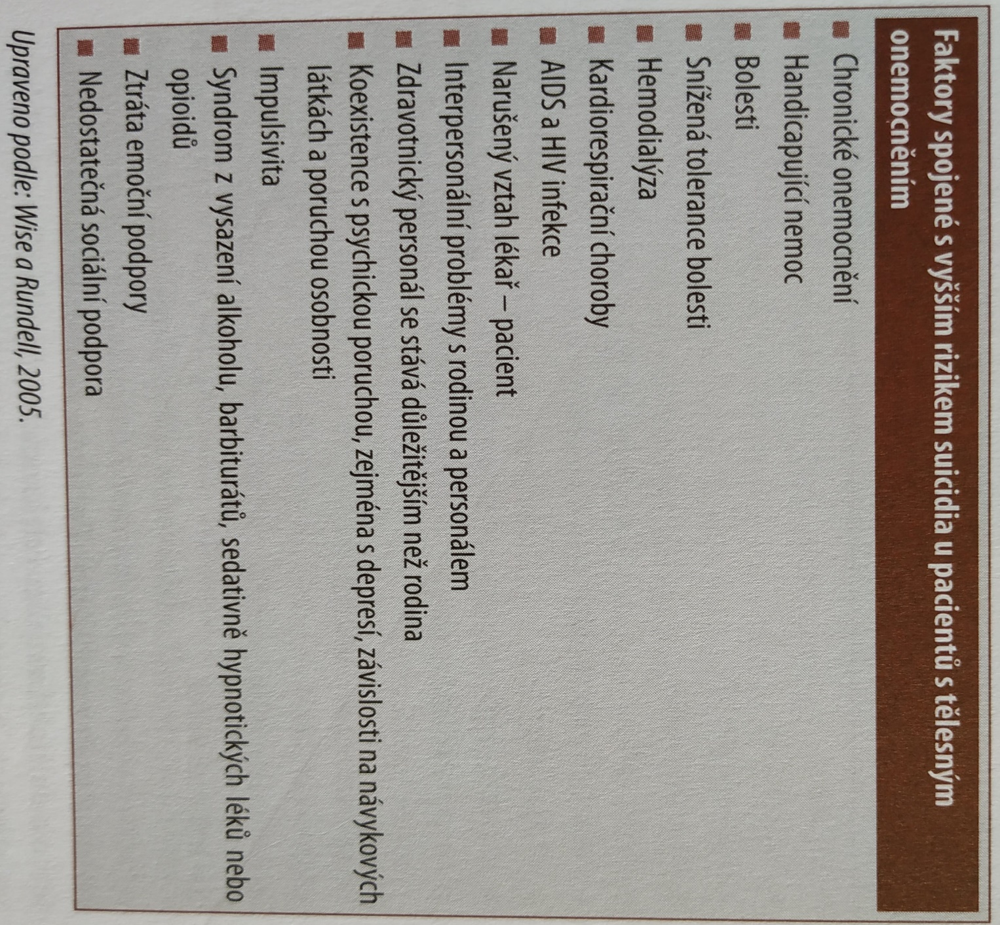 Faktory spojené s vyšším rizikem suicidia u pacientů s tělesným
onemocněním
■ Chronické onemocnění
■ Handicapující nemoc
■ Bolesti
■ Snížená tolerance bolesti
■ Hemodialýza
■ Kardiorespirační choroby
■ AIDS a HIV infekce
■ Narušený vztah lékař – pacient
■ Interpersonální problémy s rodinou a personálem
■ Zdravotnický personál se stává důležitějším než rodina
■ Koexistence s psychickou poruchou, zejména s depresí, závislosti na návykových
látkách a poruchou osobnosti
■ Impulsivita
■ Syndrom z vysazení alkoholu, barbiturátů, sedativně hypnotických léků nebo
opioidů
■ Ztráta emoční podpory
■ Nedostatečná sociální podpora
Upraveno podle: Wise a Rundell, 2005.